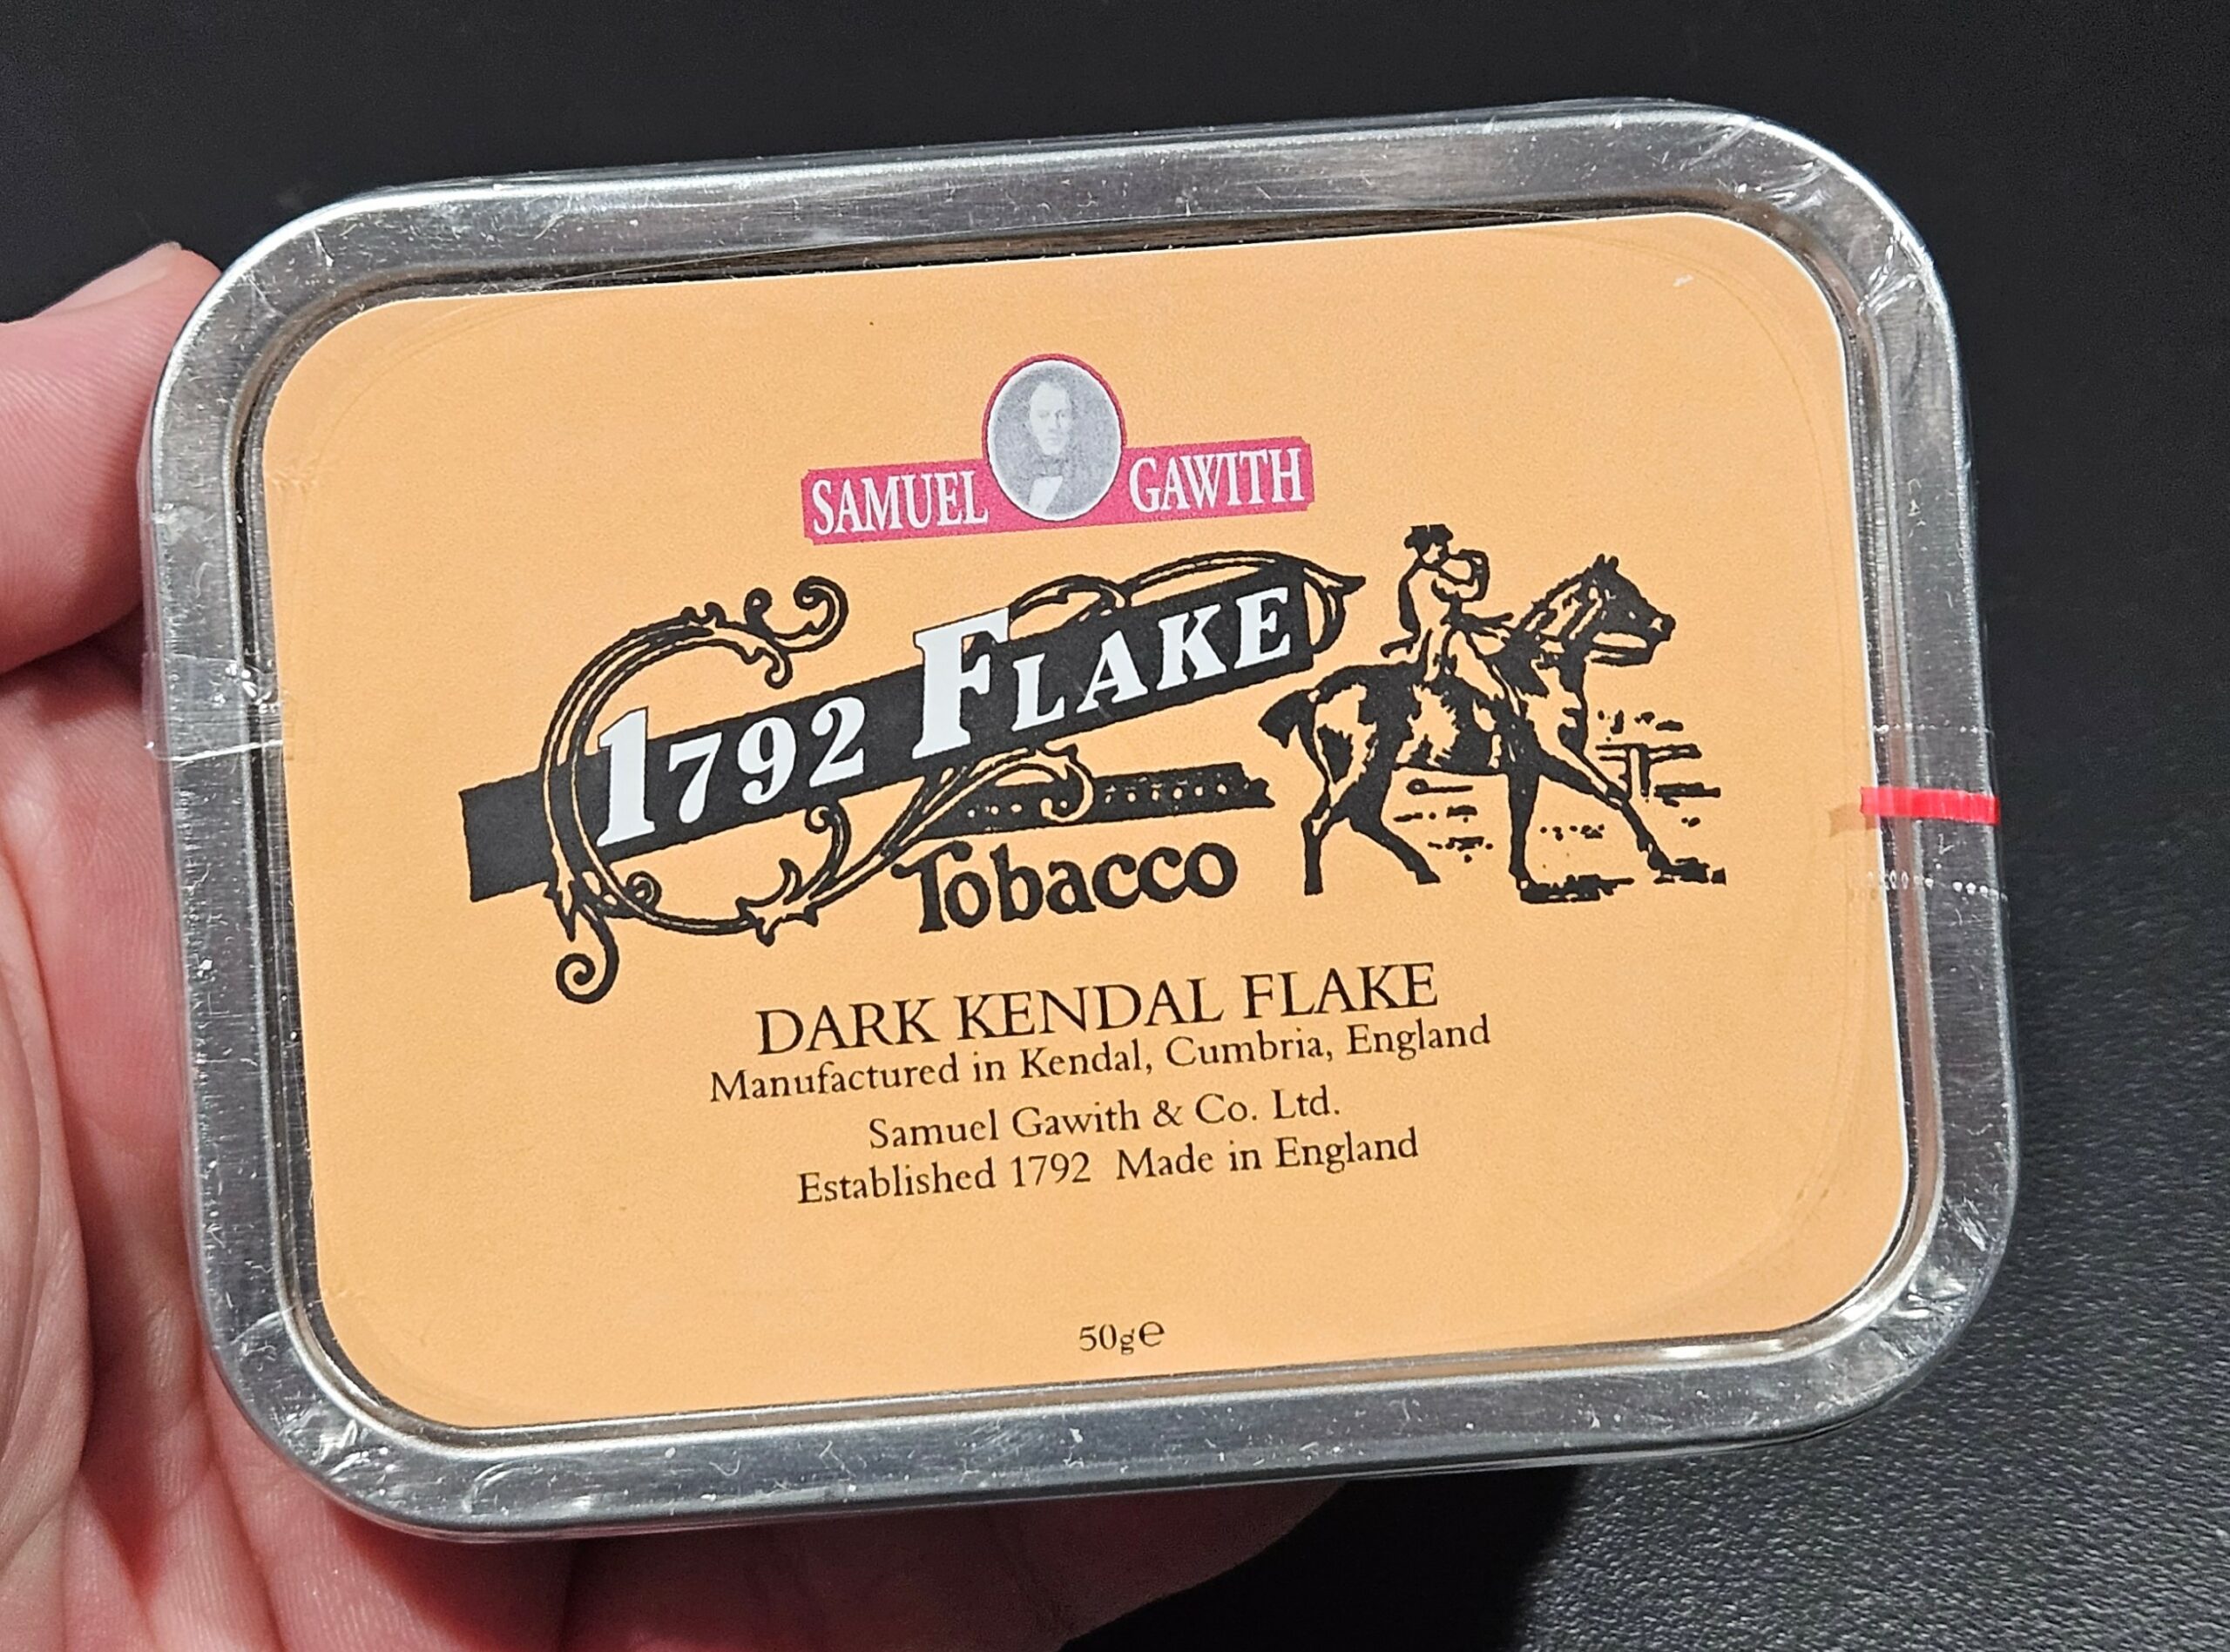 SAMUEL GAWITH
1792 FLAKE
Tobacco
DARK KENDAL FLAKE
Manufactured in Kendal, Cumbria, England
Samuel Gawith & Co. Ltd.
Established 1792 Made in England
50g℮